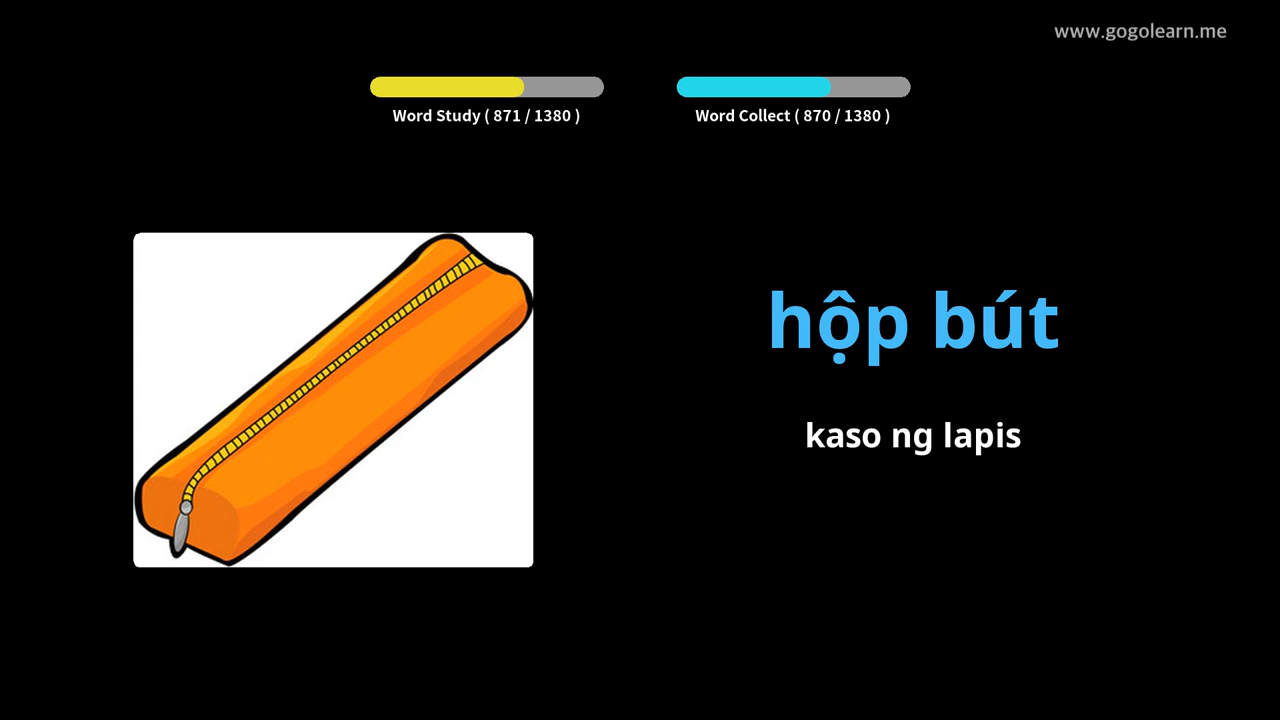 www.gogolearn.me
Word Study ( 871 / 1380 )
Word Collect ( 870 / 1380 )
hộp bút
kaso ng lapis